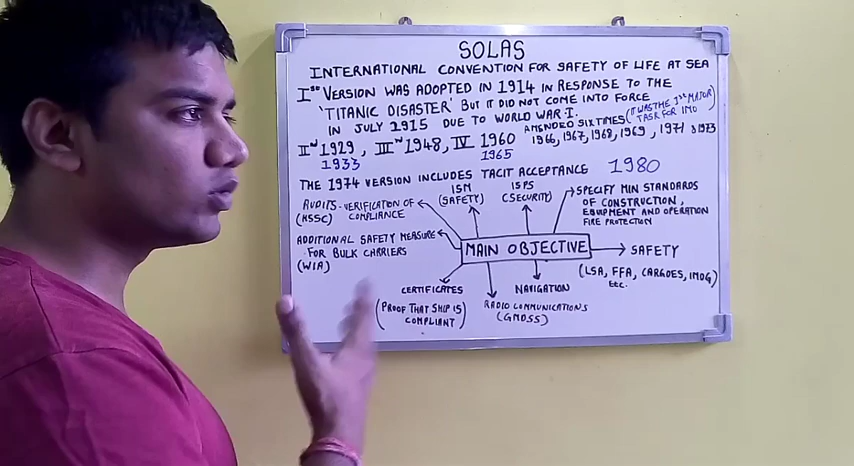 SOLAS
INTERNATIONAL CONVENTION FOR SAFETY OF LIFE AT SEA
Ist VERSION WAS ADOPTED IN 1914 IN RESPONSE TO THE
'TITANIC DISASTER' BUT IT DID NOT COME INTO FORCE
IN JULY 1915 DUE TO WORLD WAR-I.
(IT WAS THE 1st MAJOR
TASK FOR IMO)
IInd 1929, IIIrd 1948, IV 1960
AMENDED SIX TIMES
1966, 1967, 1968, 1969, 1971 & 1973
1933
1965
THE 1974 VERSION INCLUDES TACIT ACCEPTANCE 1980
AUDITS-VERIFICATION OF
(HSSC) COMPLIANCE
ISM
(SAFETY)
ISPS
(SECURITY)
SPECIFY MIN STANDARDS
OF CONSTRUCTION,
EQUIPMENT AND OPERATION
FIRE PROTECTION
ADDITIONAL SAFETY MEASURE
FOR BULK CARRIERS
(WIA)
MAIN OBJECTIVE
SAFETY
(LSA, FFA, CARGOES, IMDG)
Etc.
CERTIFICATES
(PROOF THAT SHIP IS
COMPLIANT)
RADIO COMMUNICATIONS
(GMDSS)
NAVIGATION